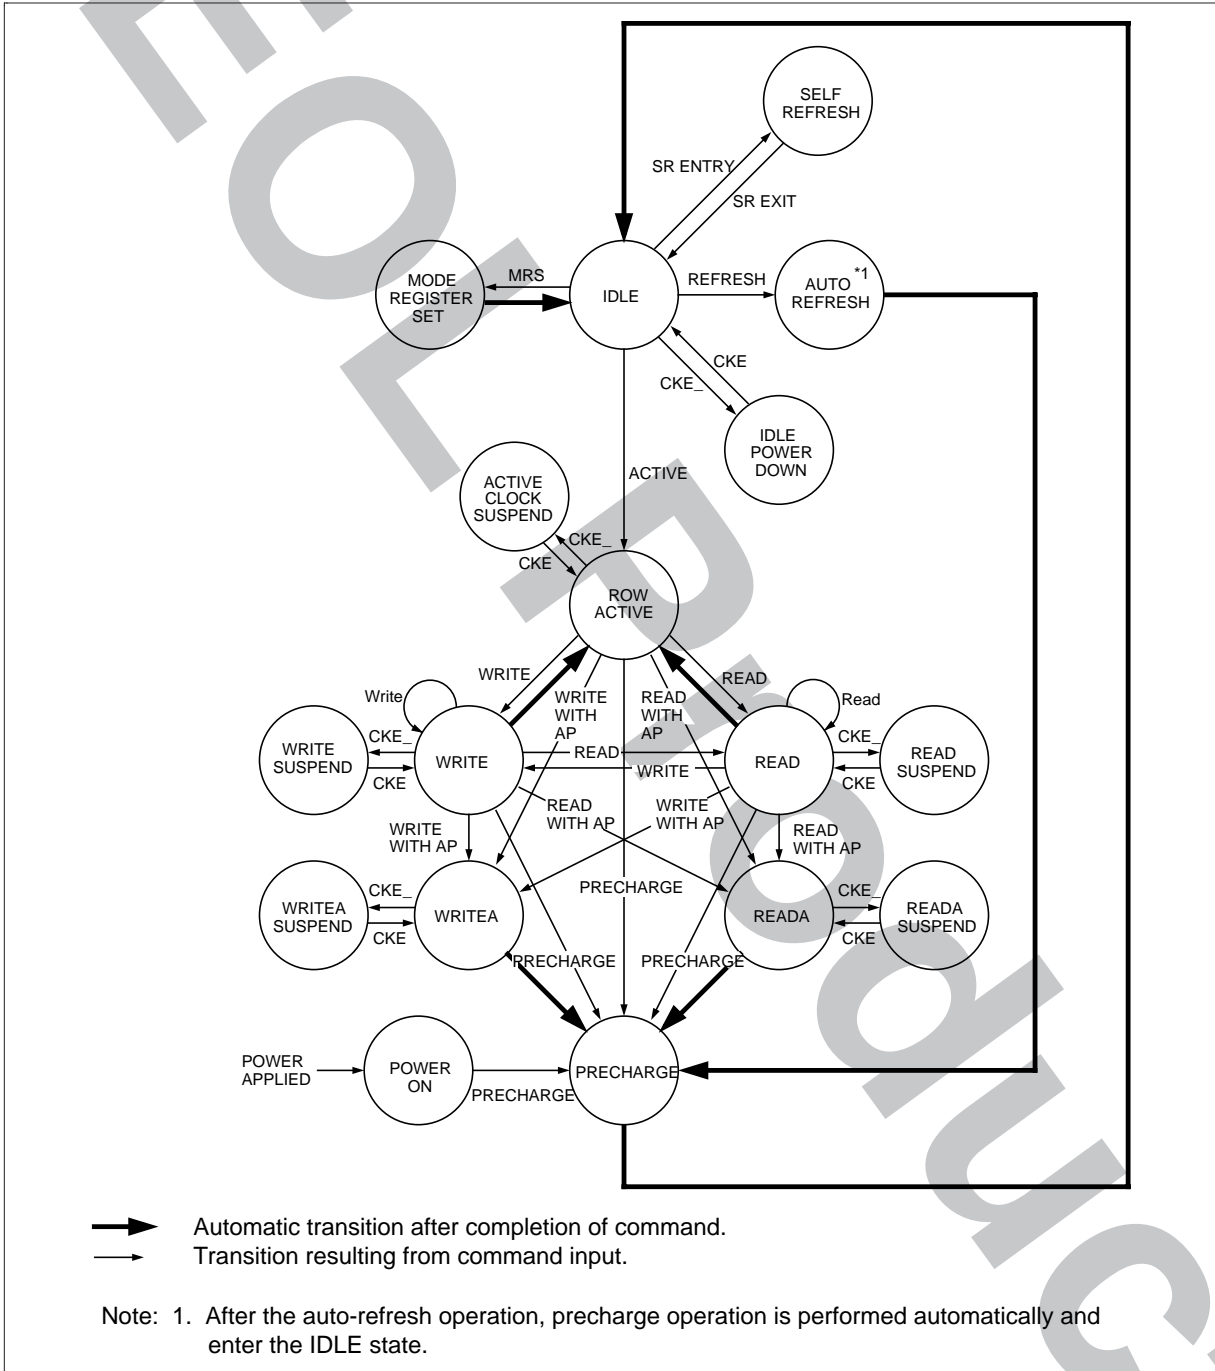 SELF
REFRESH
SR ENTRY
SR EXIT
MODE
REGISTER
SET
MRS
IDLE
REFRESH
AUTO *1
REFRESH
CKE
CKE_
IDLE
POWER
DOWN
ACTIVE
CLOCK
SUSPEND
ACTIVE
CKE_
CKE
ROW
ACTIVE
WRITE
WRITE
WITH
AP
READ
WITH
AP
READ
Write
Read
WRITE
SUSPEND
CKE_
CKE
WRITE
READ
WRITE
READ
CKE_
CKE
READ
SUSPEND
WRITE
WITH AP
READ
WITH AP
WRITE
WITH AP
READ
WITH AP
WRITEA
SUSPEND
CKE_
CKE
WRITEA
PRECHARGE
READA
CKE_
CKE
READA
SUSPEND
PRECHARGE
PRECHARGE
POWER
APPLIED
POWER
ON
PRECHARGE
PRECHARGE
Automatic transition after completion of command.
Transition resulting from command input.
Note: 1. After the auto-refresh operation, precharge operation is performed automatically and
enter the IDLE state.
EOL Product